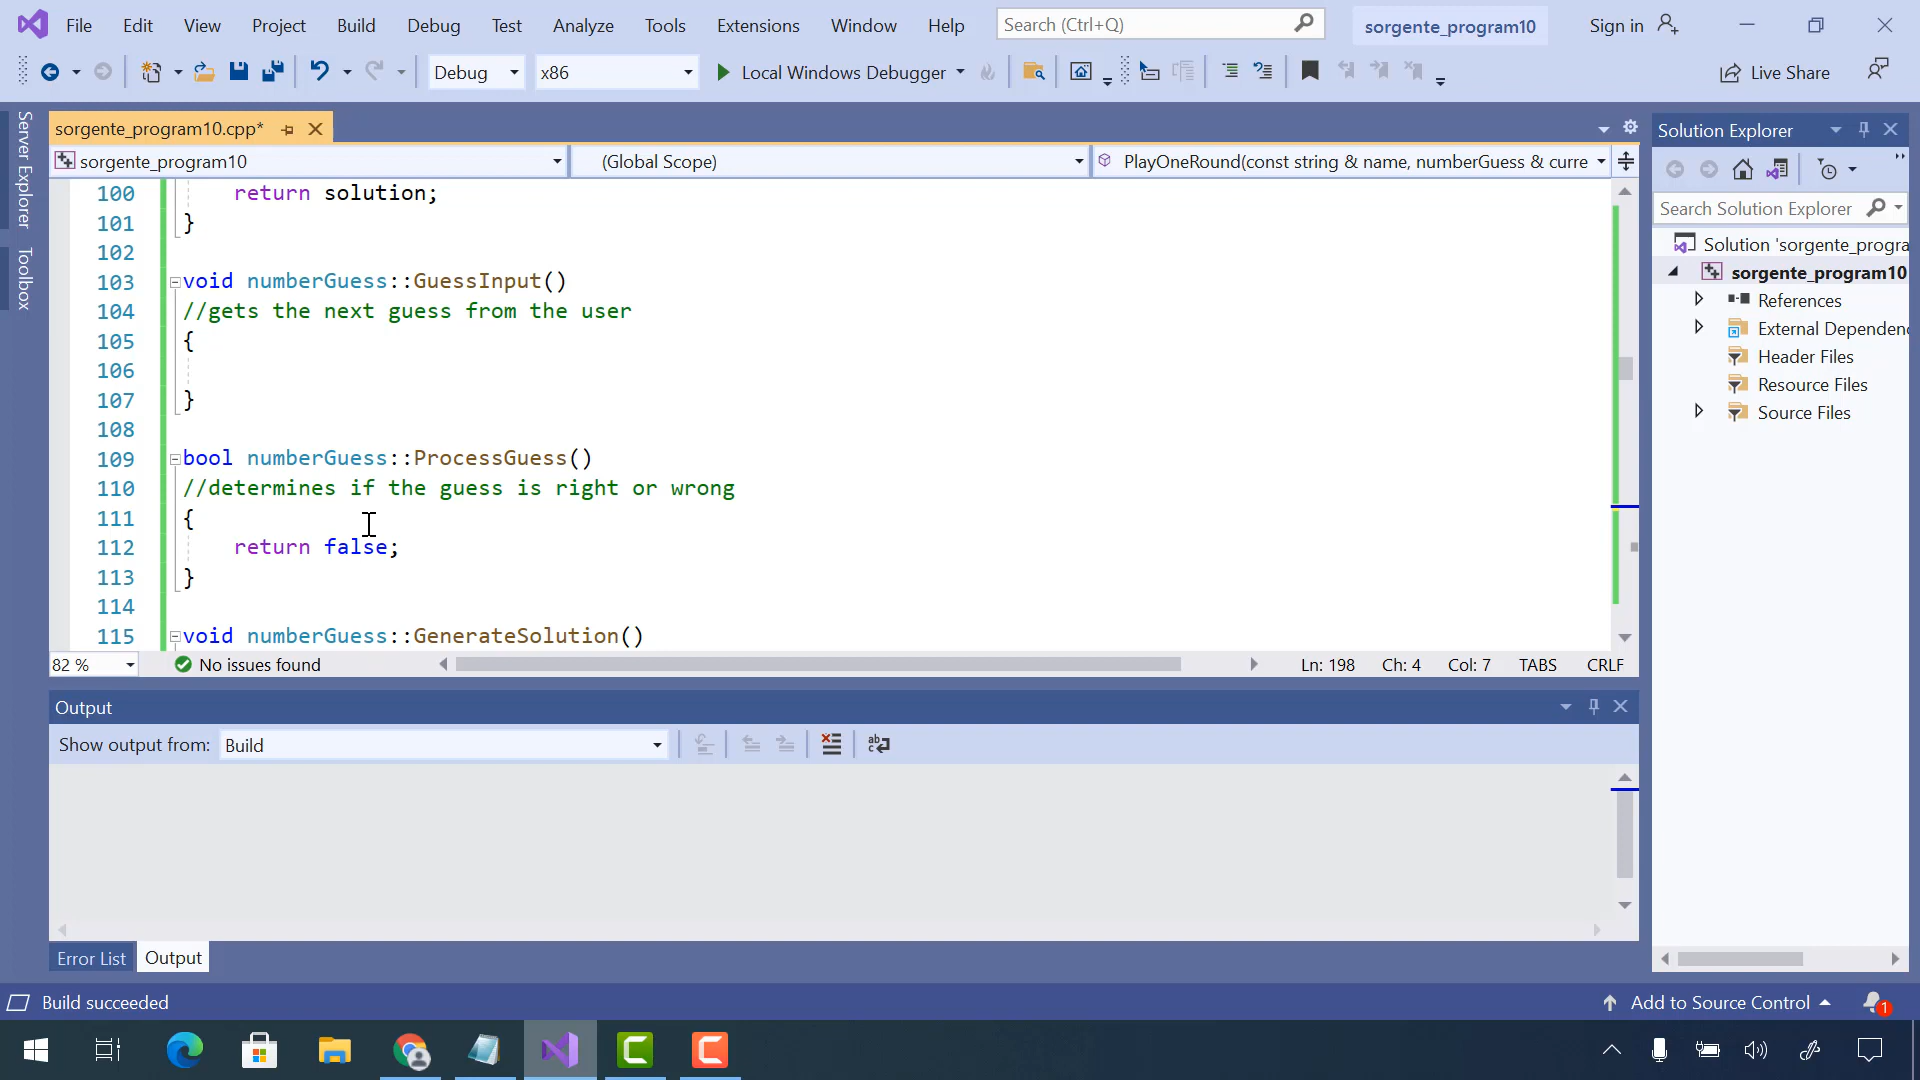 File Edit View Project Build Debug Test Analyze Tools Extensions Window Help Search (Ctrl+Q) sorgente_program10 Sign in
Debug x86 Local Windows Debugger Live Share
Server Explorer
Toolbox
sorgente_program10.cpp*
sorgente_program10 (Global Scope) PlayOneRound(const string & name, numberGuess & curre
100 return solution;
101 }
102
103 void numberGuess::GuessInput()
104 //gets the next guess from the user
105 {
106
107 }
108
109 bool numberGuess::ProcessGuess()
110 //determines if the guess is right or wrong
111 {
112 return false;
113 }
114
115 void numberGuess::GenerateSolution()
82 % No issues found Ln: 198 Ch: 4 Col: 7 TABS CRLF
Output
Show output from: Build
Error List Output
Solution Explorer
Search Solution Explorer
Solution 'sorgente_progra
sorgente_program10
References
External Dependenc
Header Files
Resource Files
Source Files
Build succeeded Add to Source Control 1